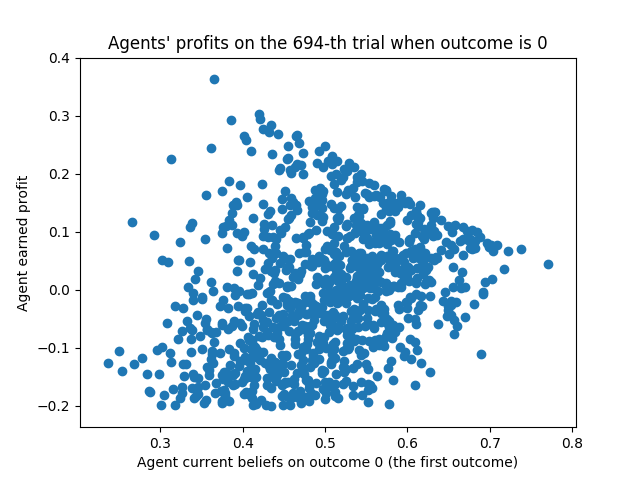 Agents' profits on the 694-th trial when outcome is 0
0.4
0.3
0.2
0.1
0.0
−0.1
−0.2
Agent earned profit
0.3 0.4 0.5 0.6 0.7 0.8
Agent current beliefs on outcome 0 (the first outcome)